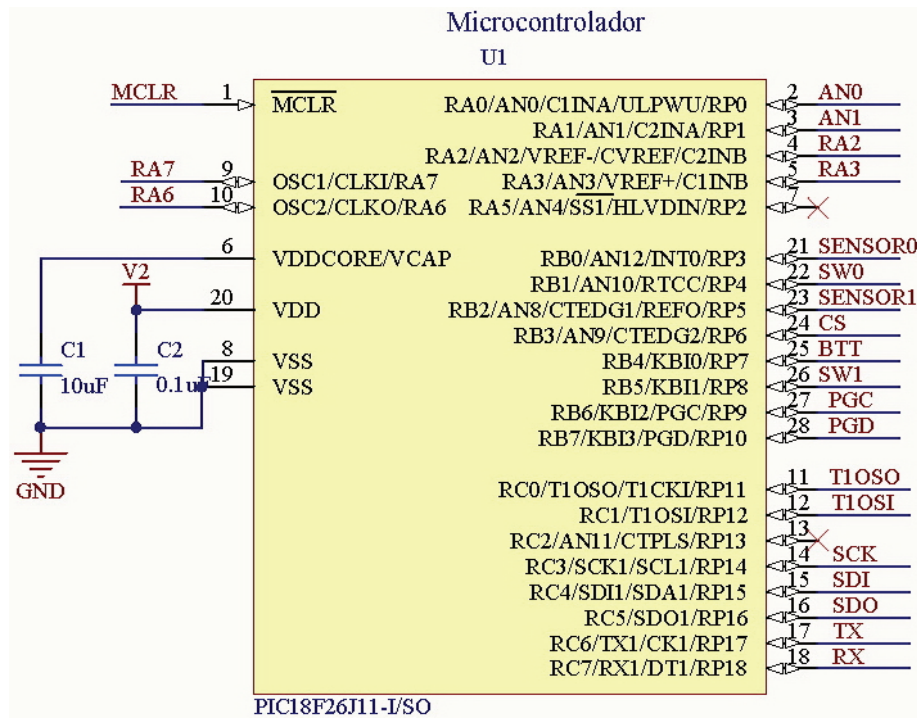 Microcontrolador
U1
MCLR 1 MCLR
RA7 9 OSC1/CLKI/RA7
RA6 10 OSC2/CLKO/RA6
6 VDDCORE/VCAP
V2
20 VDD
8 VSS
19 VSS
C1
10uF
C2
0.1uF
GND
RA0/AN0/C1INA/ULPWU/RP0 2 AN0
RA1/AN1/C2INA/RP1 3 AN1
RA2/AN2/VREF-/CVREF/C2INB 4 RA2
RA3/AN3/VREF+/C1INB 5 RA3
RA5/AN4/SS1/HLVDIN/RP2 7
RB0/AN12/INT0/RP3 21 SENSOR0
RB1/AN10/RTCC/RP4 22 SW0
RB2/AN8/CTEDG1/REFO/RP5 23 SENSOR1
RB3/AN9/CTEDG2/RP6 24 CS
RB4/KBI0/RP7 25 BTT
RB5/KBI1/RP8 26 SW1
RB6/KBI2/PGC/RP9 27 PGC
RB7/KBI3/PGD/RP10 28 PGD
RC0/T1OSO/T1CKI/RP11 11 T1OSO
RC1/T1OSI/RP12 12 T1OSI
RC2/AN11/CTPLS/RP13 13
RC3/SCK1/SCL1/RP14 14 SCK
RC4/SDI1/SDA1/RP15 15 SDI
RC5/SDO1/RP16 16 SDO
RC6/TX1/CK1/RP17 17 TX
RC7/RX1/DT1/RP18 18 RX
PIC18F26J11-I/SO